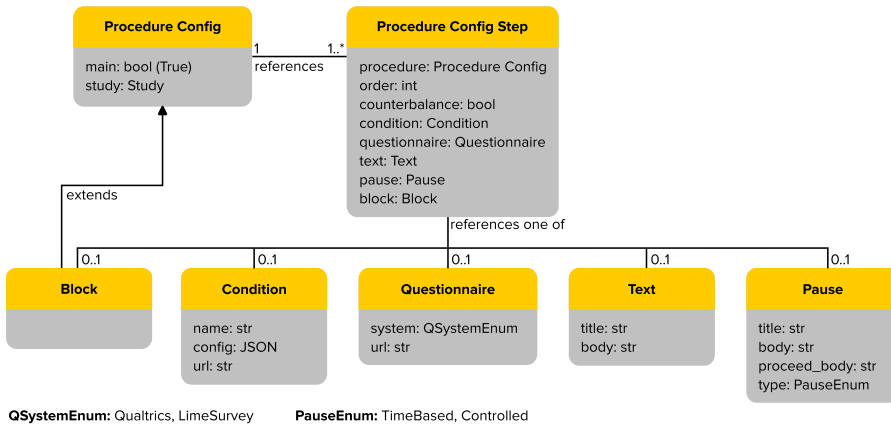 Procedure Config
main: bool (True)
study: Study
1
1..*
references
Procedure Config Step
procedure: Procedure Config
order: int
counterbalance: bool
condition: Condition
questionnaire: Questionnaire
text: Text
pause: Pause
block: Block
extends
references one of
0..1
0..1
0..1
0..1
0..1
Block
Condition
name: str
config: JSON
url: str
Questionnaire
system: QSystemEnum
url: str
Text
title: str
body: str
Pause
title: str
body: str
proceed_body: str
type: PauseEnum
QSystemEnum: Qualtrics, LimeSurvey
PauseEnum: TimeBased, Controlled